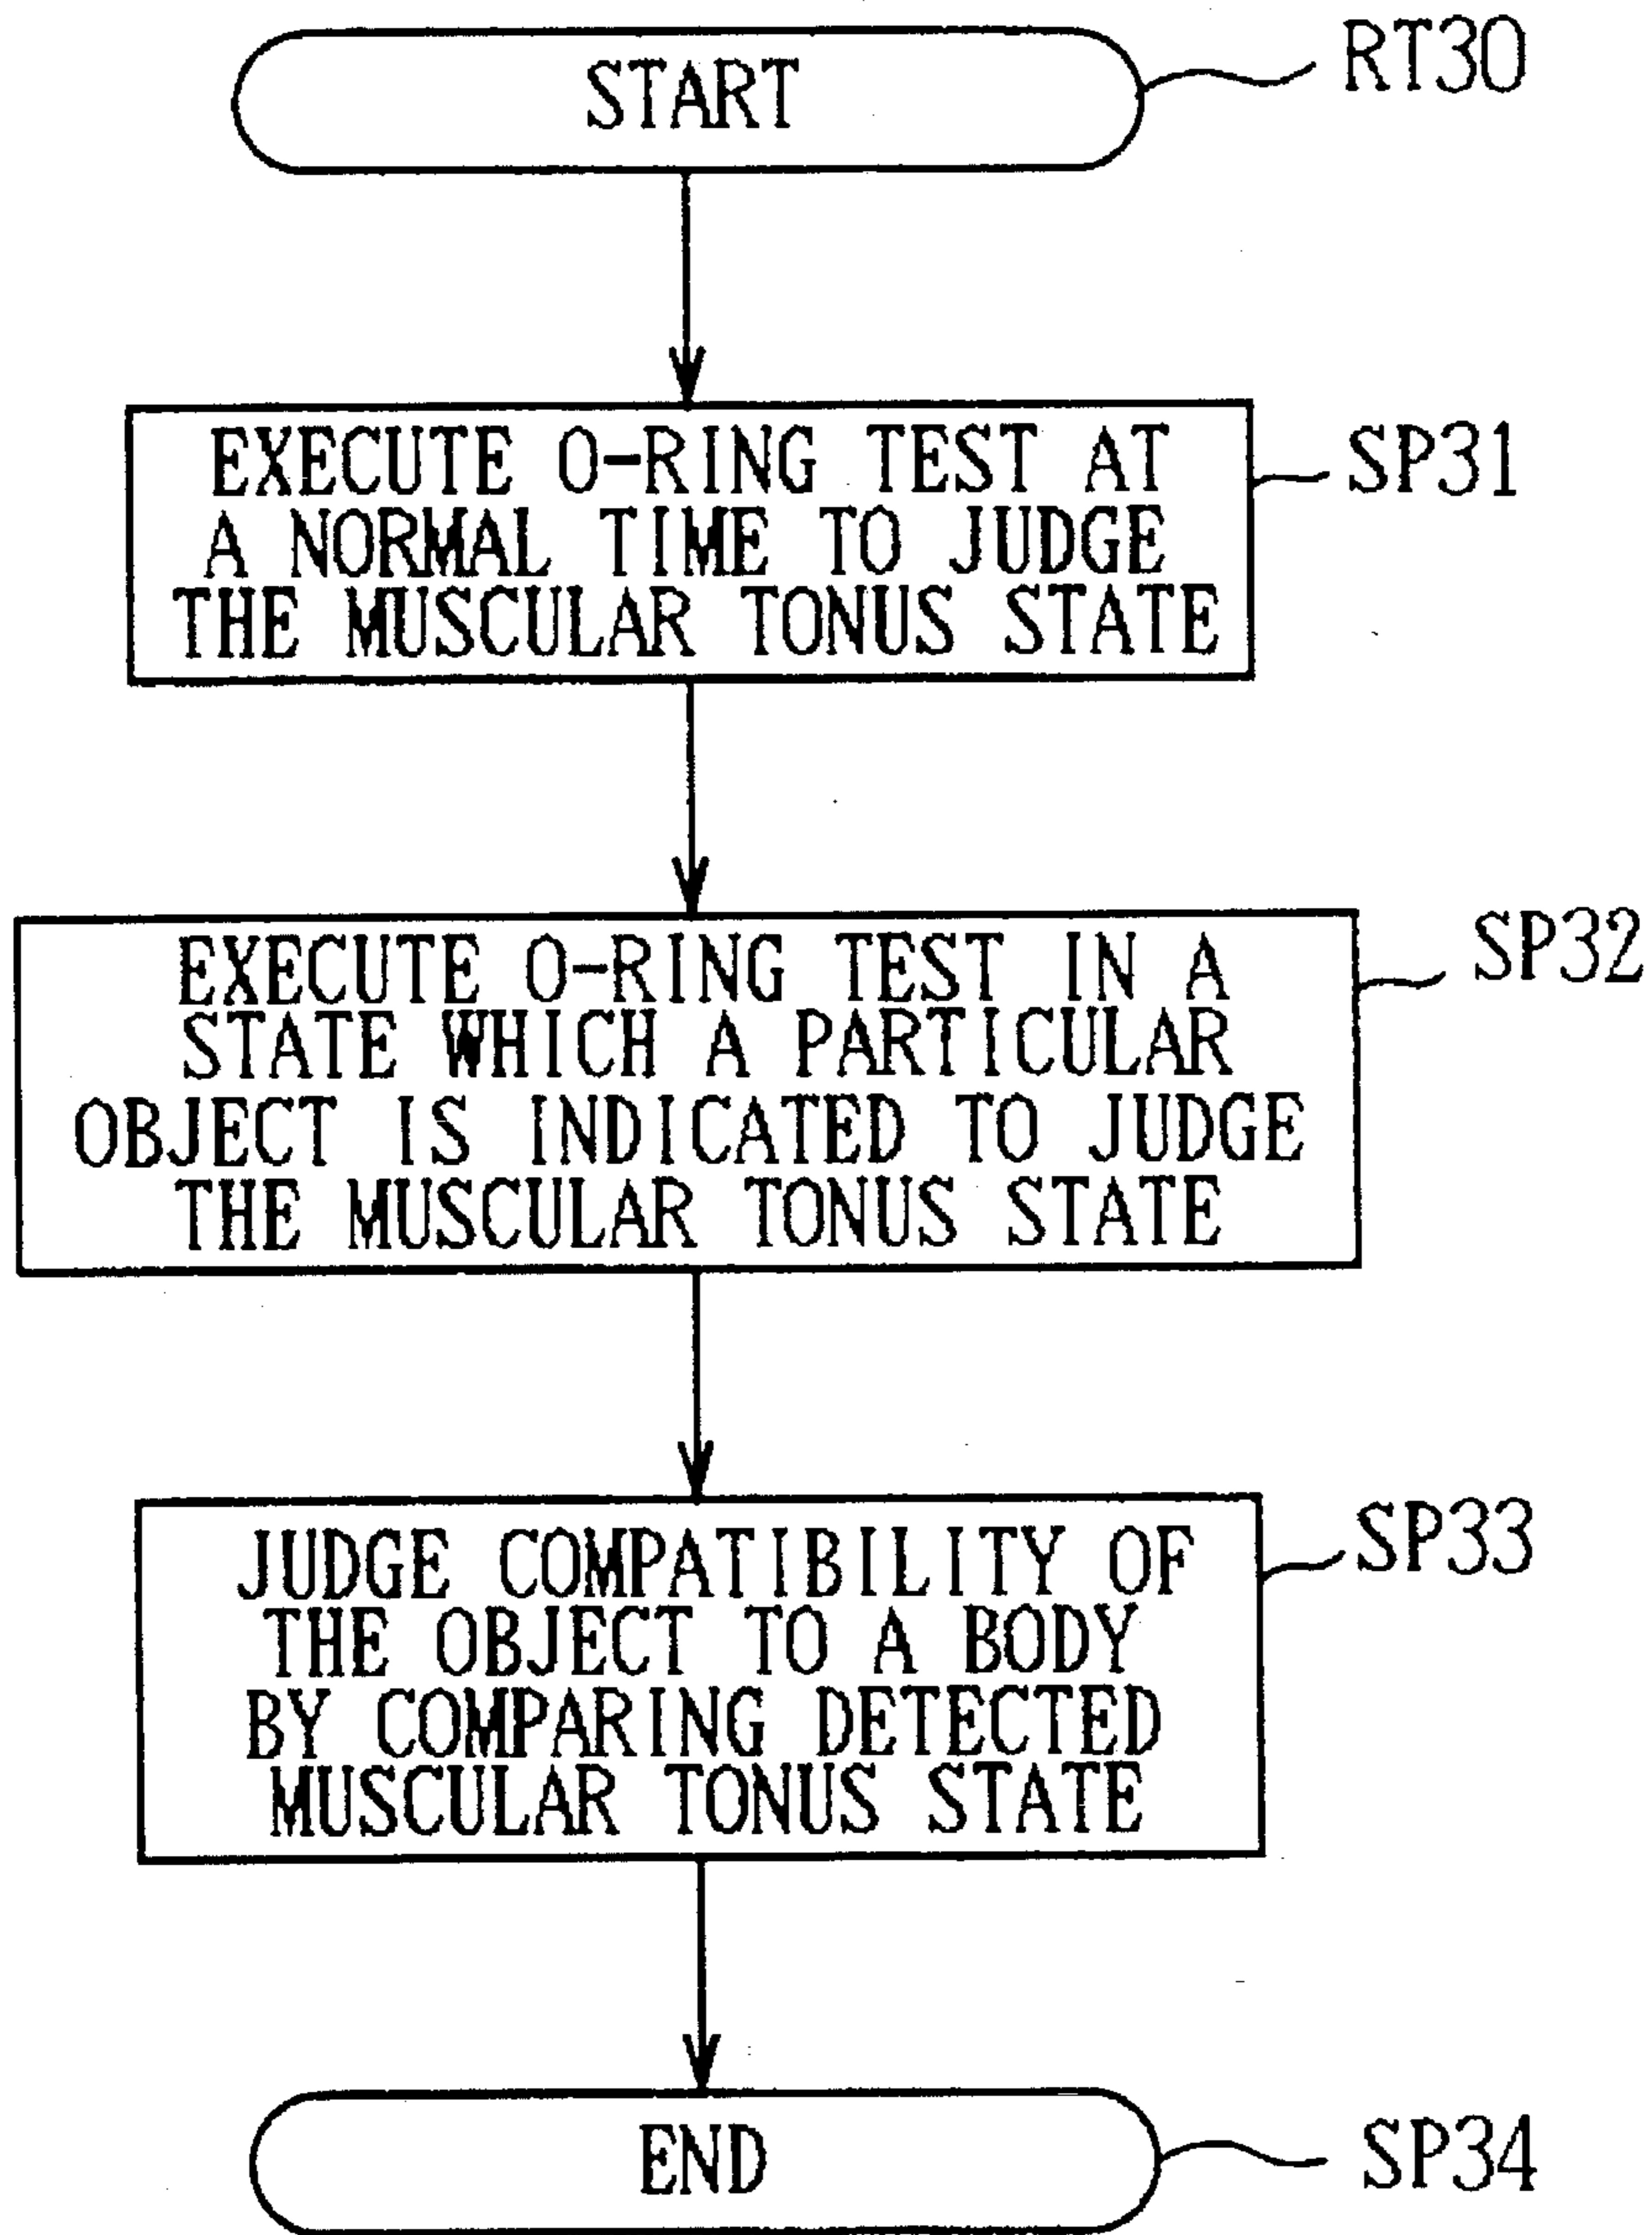 START
RT30
EXECUTE O-RING TEST AT
A NORMAL TIME TO JUDGE
THE MUSCULAR TONUS STATE
SP31
EXECUTE O-RING TEST IN A
STATE WHICH A PARTICULAR
OBJECT IS INDICATED TO JUDGE
THE MUSCULAR TONUS STATE
SP32
JUDGE COMPATIBILITY OF
THE OBJECT TO A BODY
BY COMPARING DETECTED
MUSCULAR TONUS STATE
SP33
END
SP34